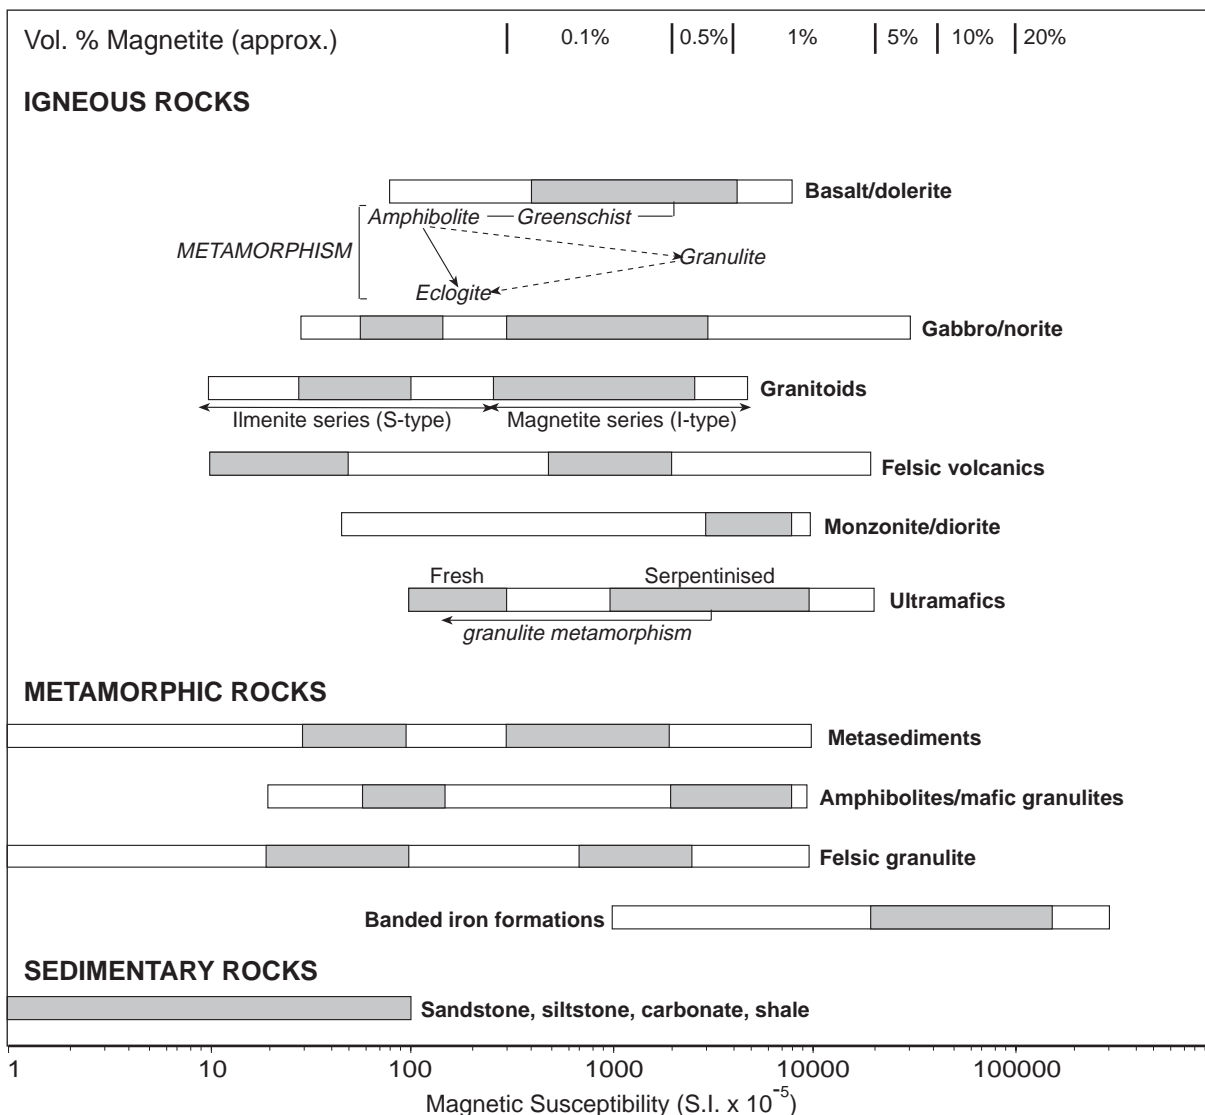 Vol. % Magnetite (approx.) 0.1% 0.5% 1% 5% 10% 20%
IGNEOUS ROCKS
Basalt/dolerite
Amphibolite Greenschist
METAMORPHISM Granulite
Eclogite
Gabbro/norite
Granitoids
Ilmenite series (S-type) Magnetite series (I-type)
Felsic volcanics
Monzonite/diorite
Fresh Serpentinised
Ultramafics
granulite metamorphism
METAMORPHIC ROCKS
Metasediments
Amphibolites/mafic granulites
Felsic granulite
Banded iron formations
SEDIMENTARY ROCKS
Sandstone, siltstone, carbonate, shale
1 10 100 1000 10000 100000
Magnetic Susceptibility (S.I. x 10⁻⁵)